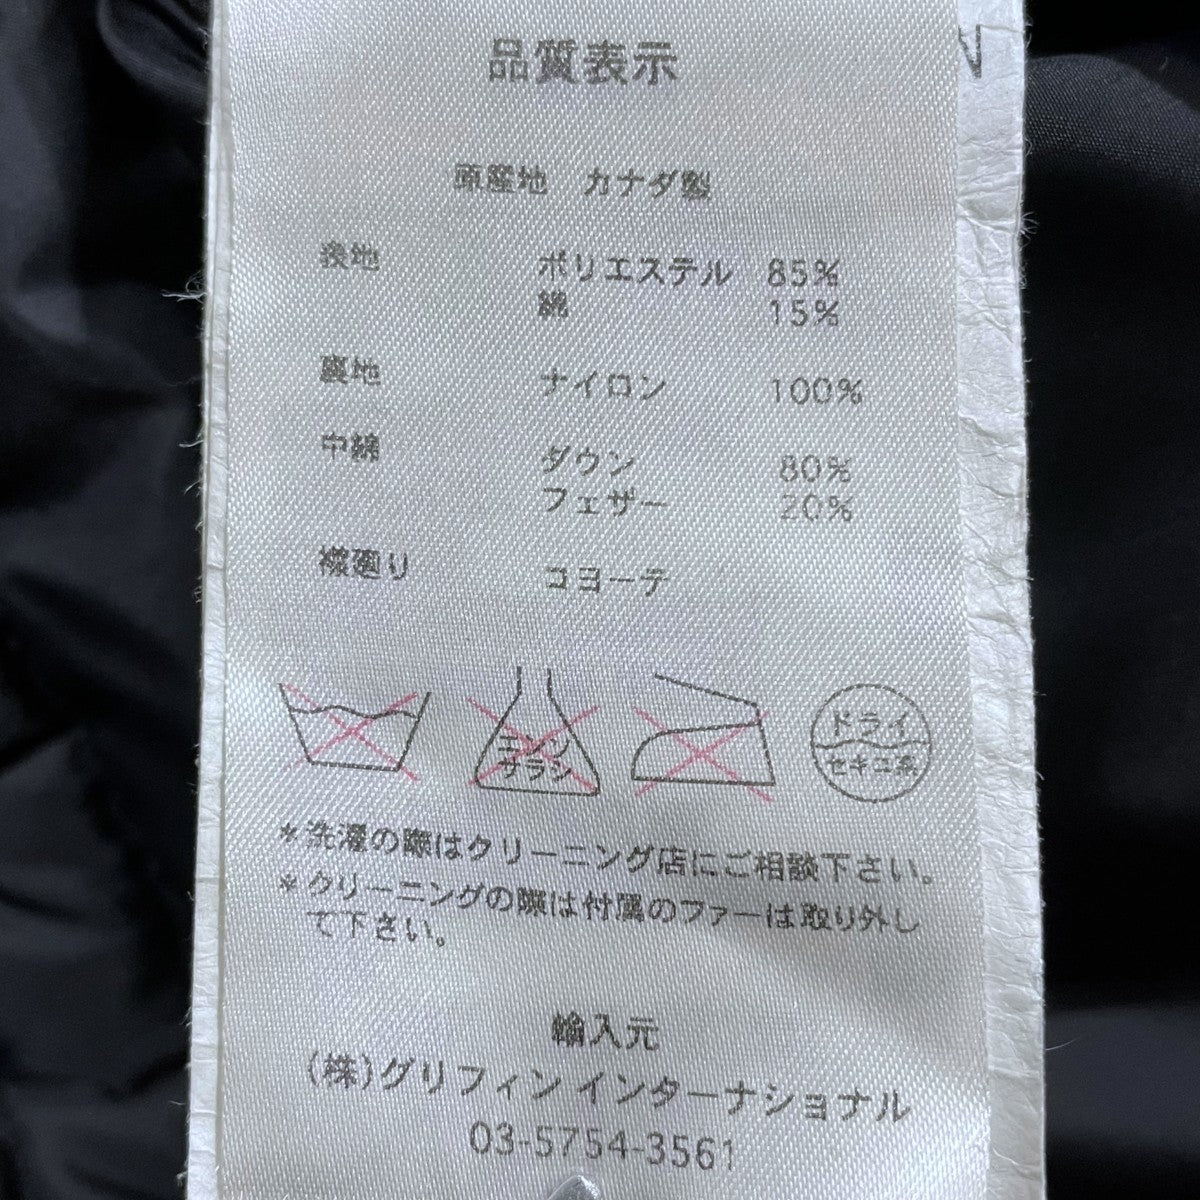 品質表示
原産地 カナダ製
表地 ポリエステル 85%
綿 15%
裏地 ナイロン 100%
中綿 ダウン 80%
フェザー 20%
襟廻り コヨーテ
エンソ
サラシ
ドライ
セキユ系
*洗濯の際はクリーニング店にご相談下さい。
*クリーニングの際は付属のファーは取り外し
て下さい。
輸入元
(株)グリフィン インターナショナル
03-5754-3561